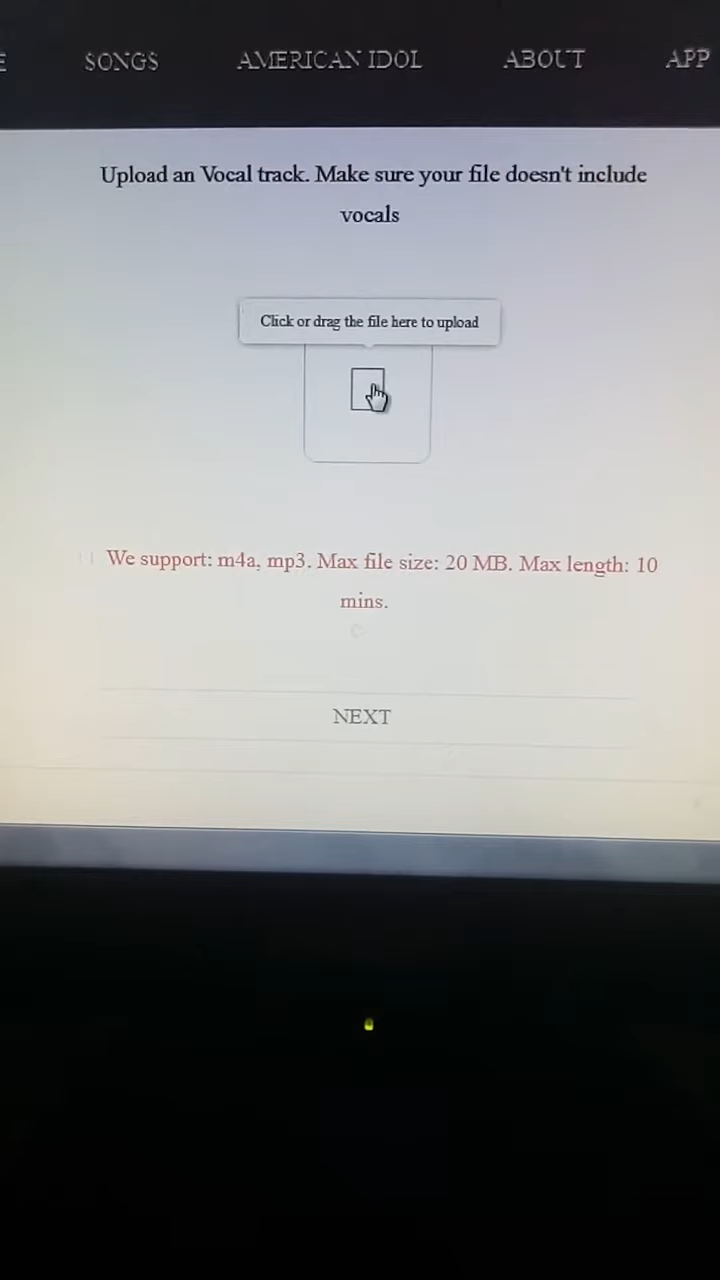 E SONGS AMERICAN IDOL ABOUT APP
Upload an Vocal track. Make sure your file doesn't include
vocals
Click or drag the file here to upload
We support: m4a, mp3. Max file size: 20 MB. Max length: 10
mins.
NEXT